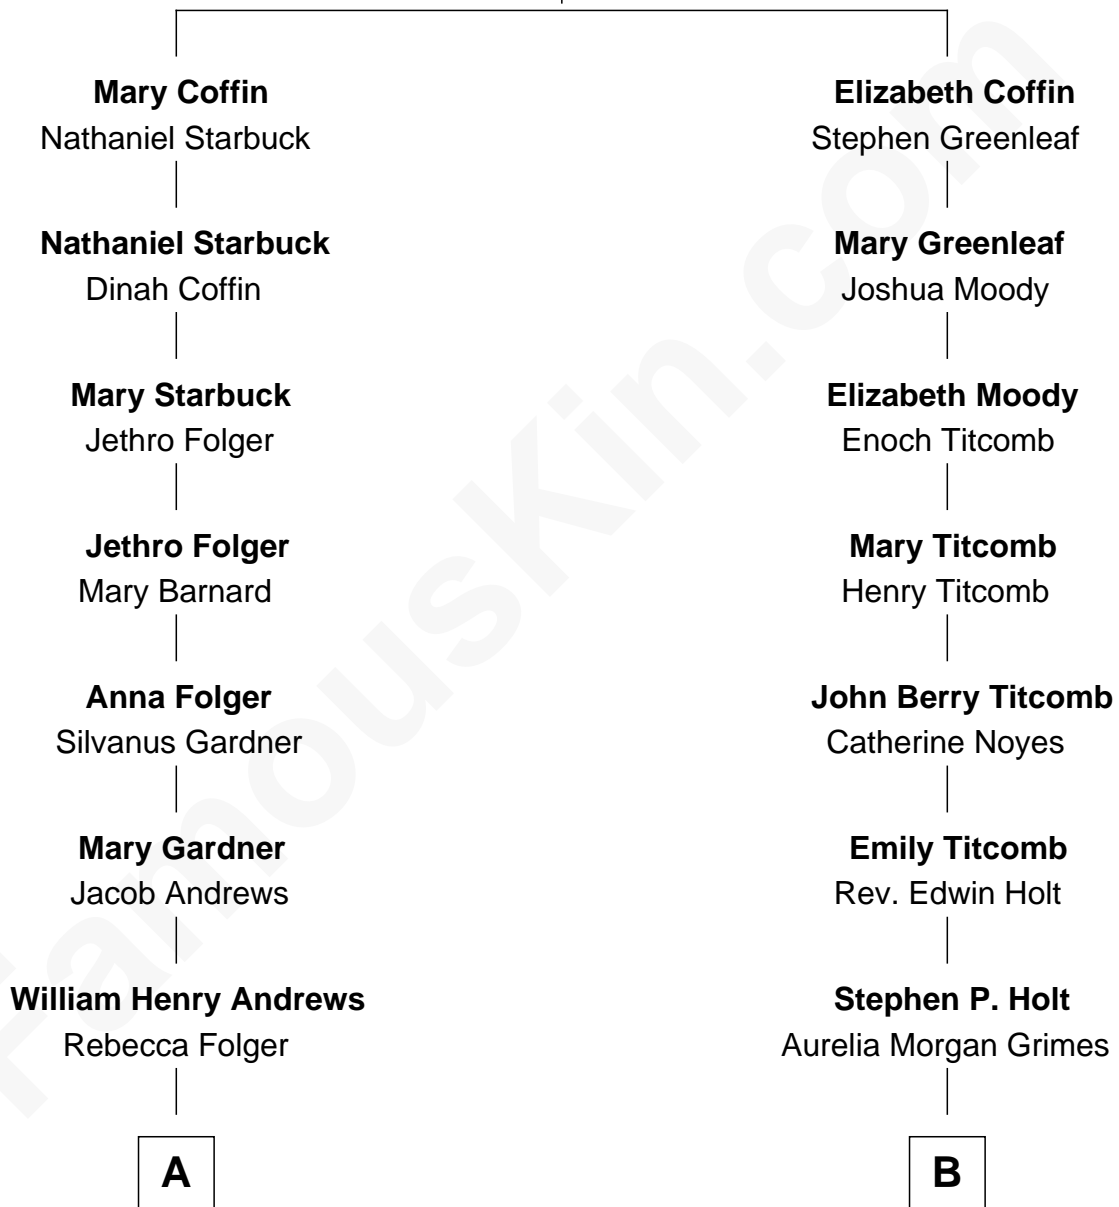 Mary Coffin
Nathaniel Starbuck
Nathaniel Starbuck
Dinah Coffin
Mary Starbuck
Jethro Folger
Jethro Folger
Mary Barnard
Anna Folger
Silvanus Gardner
Mary Gardner
Jacob Andrews
William Henry Andrews
Rebecca Folger
A
Elizabeth Coffin
Stephen Greenleaf
Mary Greenleaf
Joshua Moody
Elizabeth Moody
Enoch Titcomb
Mary Titcomb
Henry Titcomb
John Berry Titcomb
Catherine Noyes
Emily Titcomb
Rev. Edwin Holt
Stephen P. Holt
Aurelia Morgan Grimes
B
FamousKin.com